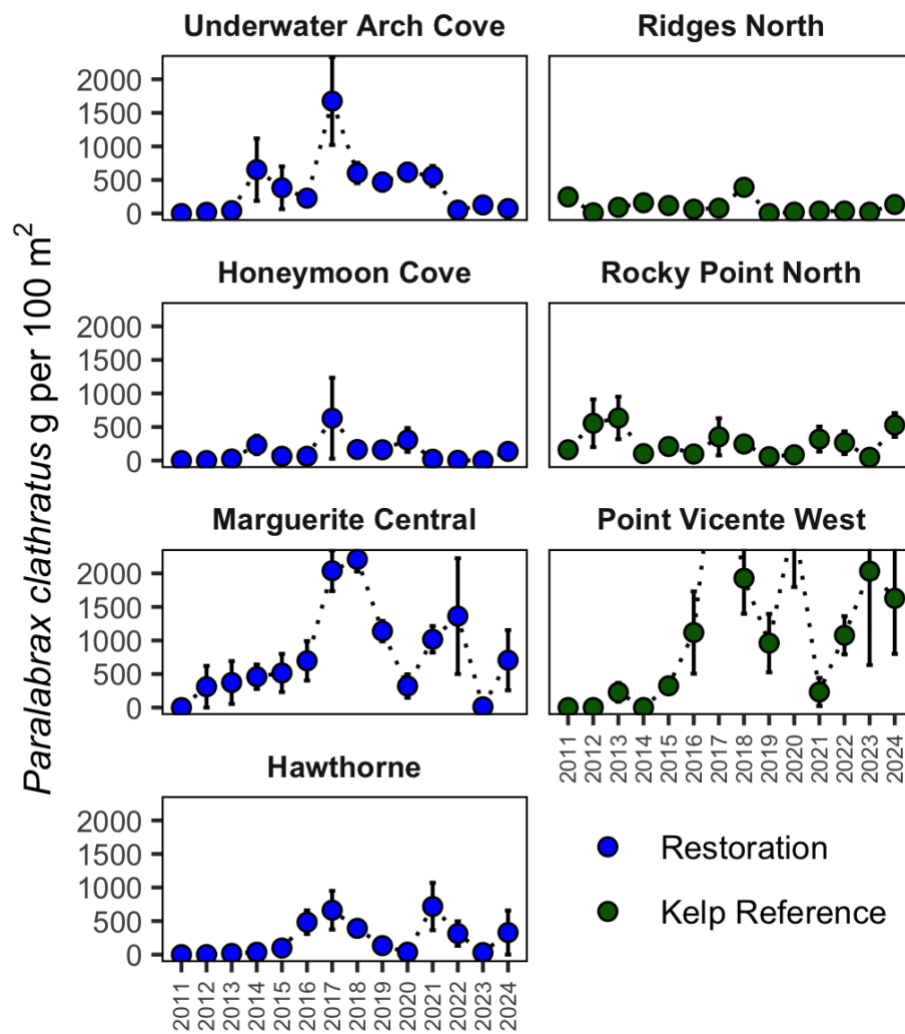 Underwater Arch Cove
Ridges North
2000
1500
1000
500
0
Honeymoon Cove
Rocky Point North
2000
1500
1000
500
0
Marguerite Central
Point Vicente West
2000
1500
1000
500
0
2011 2012 2013 2014 2015 2016 2017 2018 2019 2020 2021 2022 2023 2024
Hawthorne
2000
1500
1000
500
0
2011 2012 2013 2014 2015 2016 2017 2018 2019 2020 2021 2022 2023 2024
Paralabrax clathratus g per 100 m²
Restoration
Kelp Reference